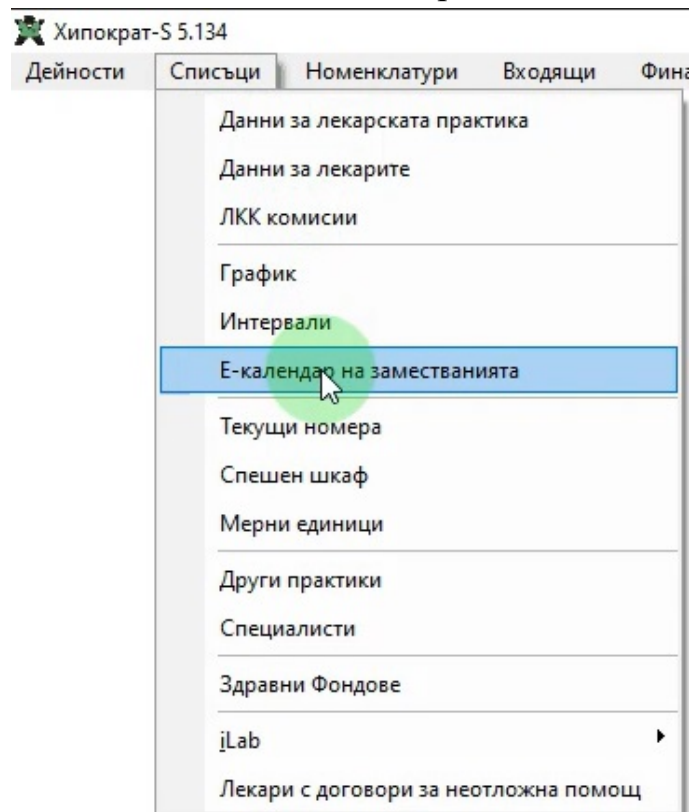 Хипократ-S 5.134
Дейности Списъци Номенклатури Входящи Фина
Данни за лекарската практика
Данни за лекарите
ЛКК комисии
График
Интервали
Е-календар на заместванията
Текущи номера
Спешен шкаф
Мерни единици
Други практики
Специалисти
Здравни Фондове
iLab
Лекари с договори за неотложна помощ